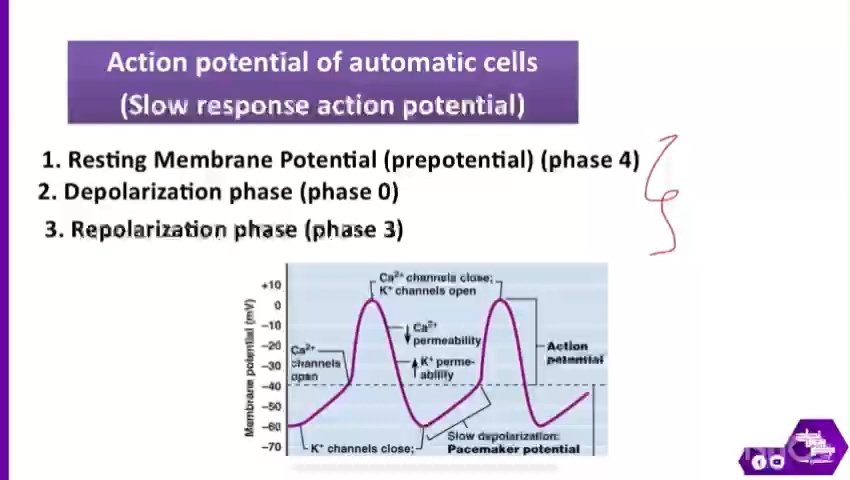 Action potential of automatic cells
(Slow response action potential)
1. Resting Membrane Potential (prepotential) (phase 4)
2. Depolarization phase (phase 0)
3. Repolarization phase (phase 3)
Ca2+ channels close;
K+ channels open
+10
0
-10
-20
-30
-40
-50
-60
-70
Membrane potential (mV)
Ca2+
channels
open
Ca2+
permeability
K+ perme-
ability
Action
potential
K+ channels close;
Slow depolarization:
Pacemaker potential